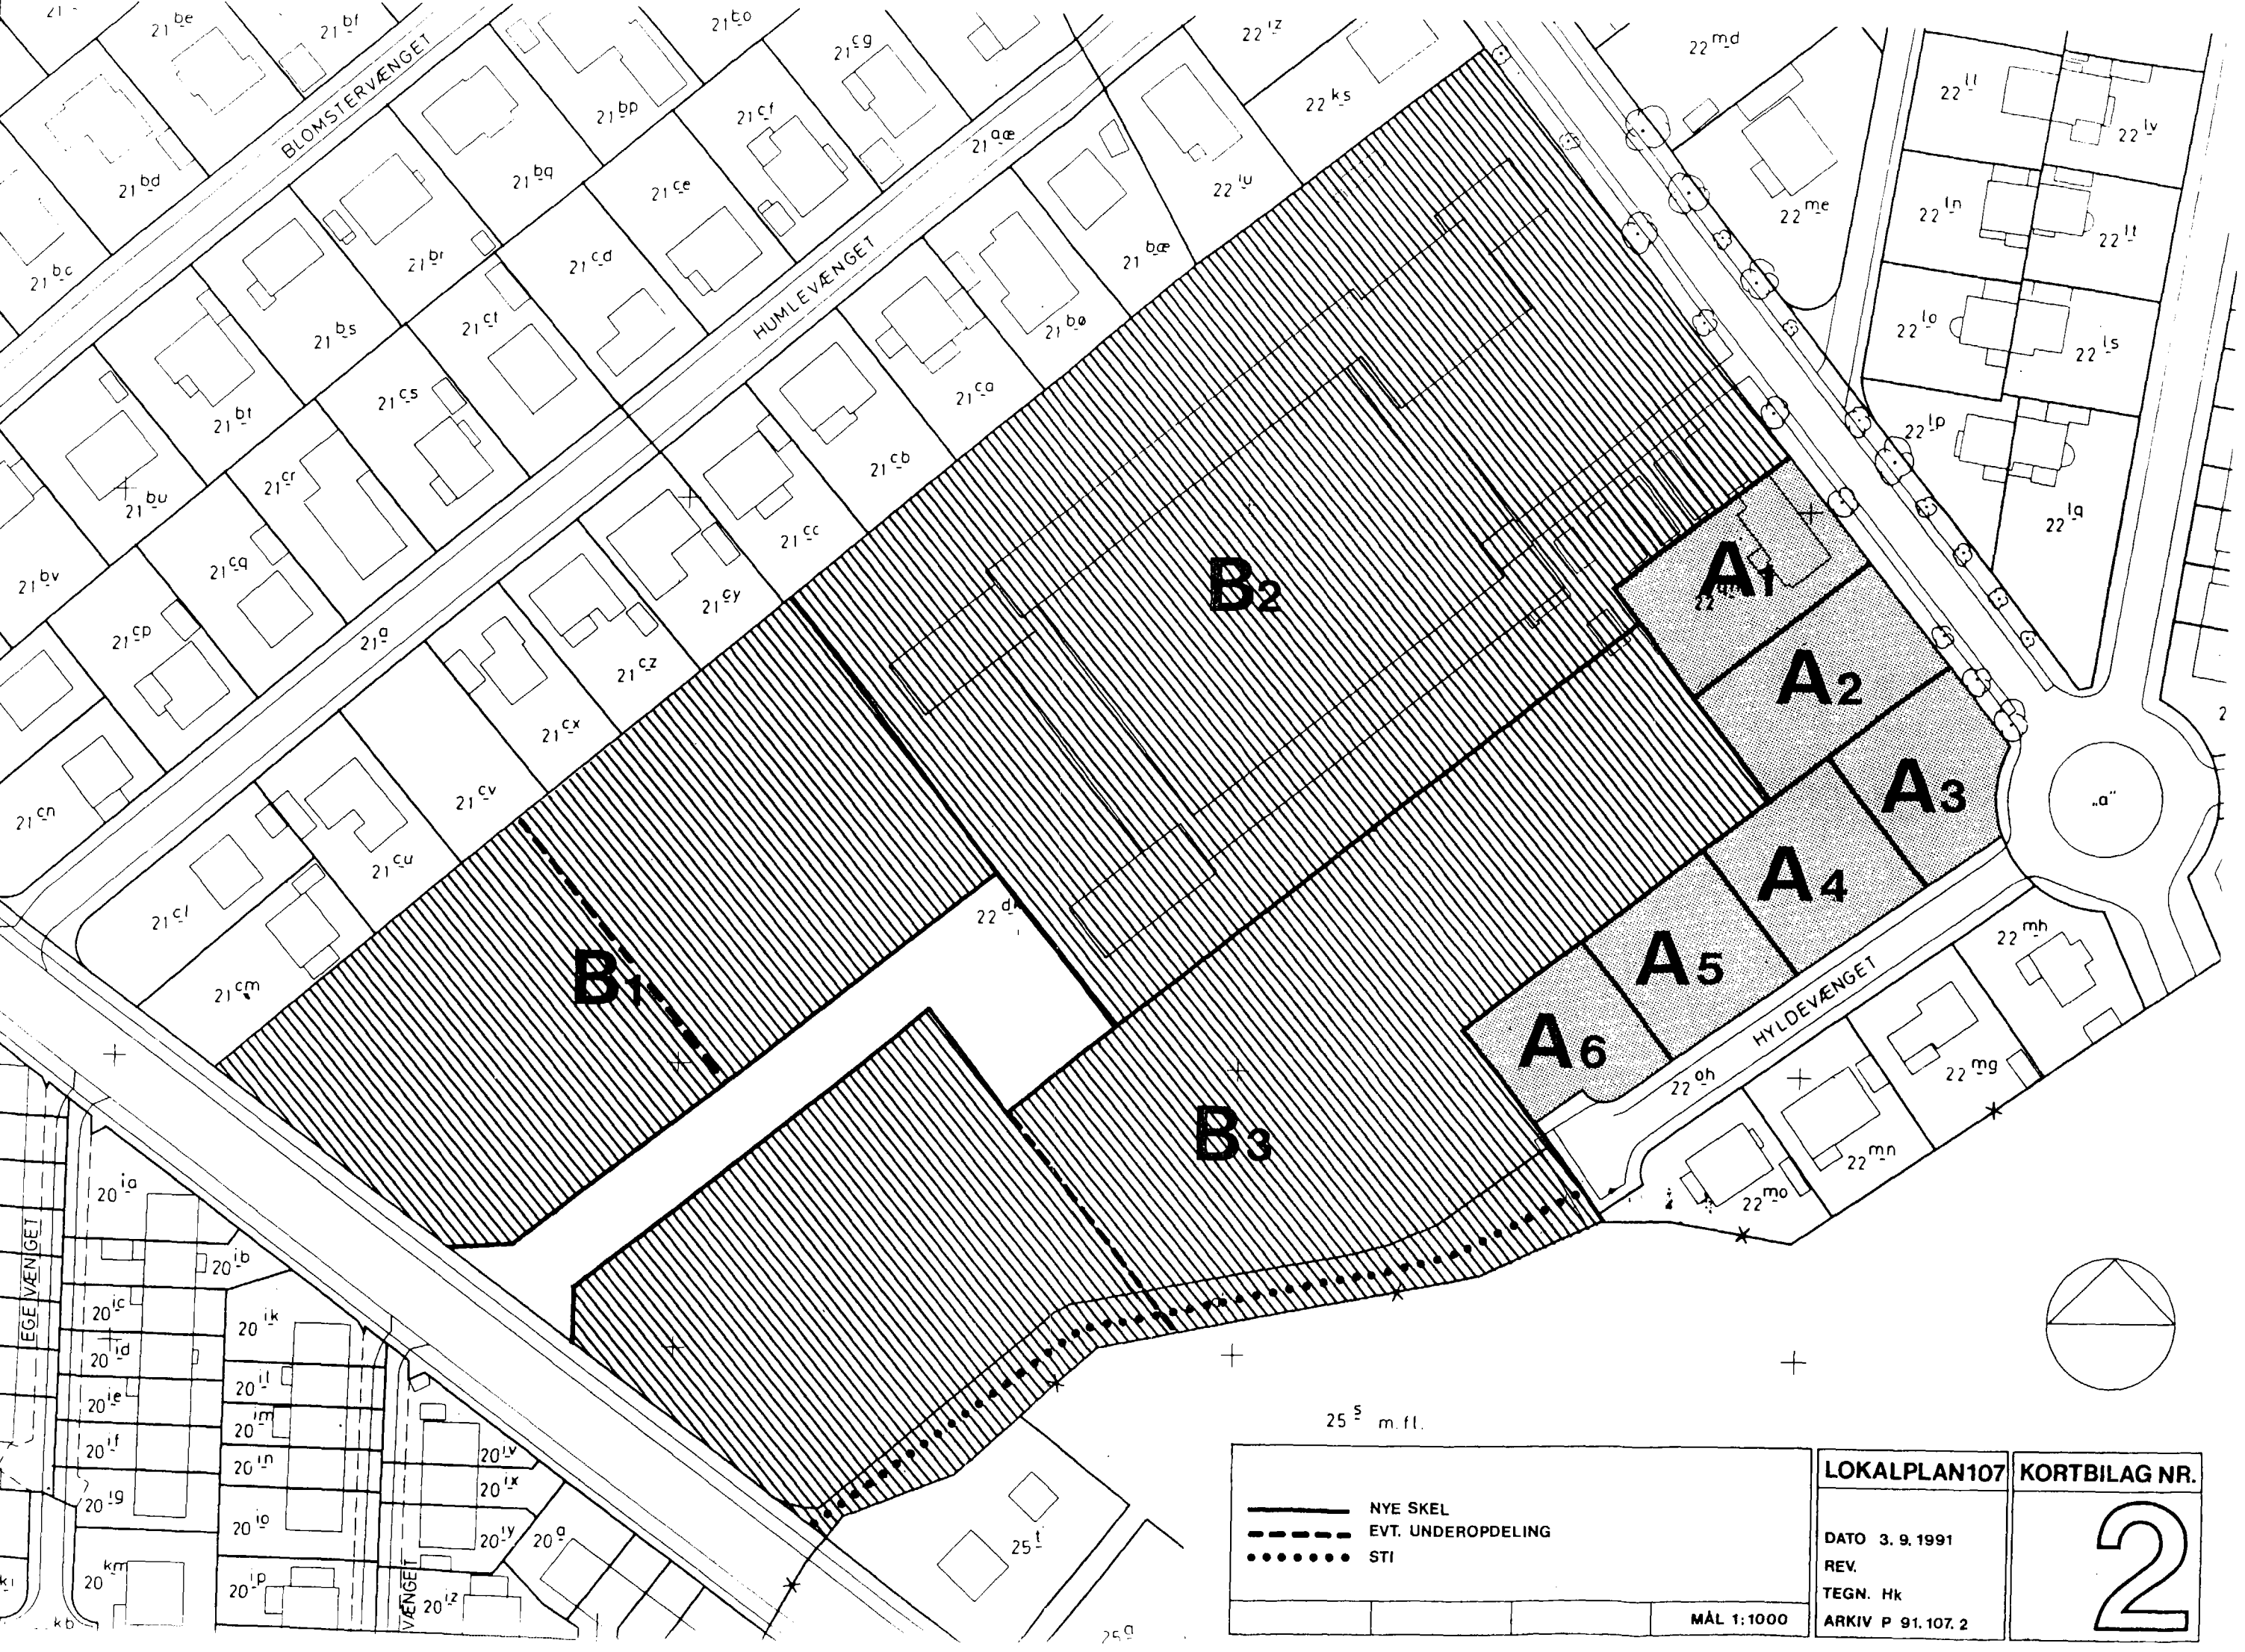 21 be
21 bf
21 co
21 cg
22 iz
22 md
22 ll
22 lv
BLOMSTERVÆNGET
21 bp
21 cf
21 aæ
22 ks
21 bd
21 bq
21 ce
22 iu
22 me
22 ln
22 lt
21 bc
21 br
21 cd
HUMLEVÆNGET
21 bæ
21 bs
21 ct
21 bø
22 lo
22 ls
21 bt
21 cs
21 ca
22 lp
21 bu
21 cr
21 cb
22 lq
21 bv
21 cq
21 cc
21 cp
21 a
21 cy
B2
A1
21 cz
A2
21 cx
21 cn
21 cv
A3
„a”
21 cu
A4
21 cl
22 d
22 mh
B1
A5
21 cm
HYLDEVÆNGET
A6
22 oh
22 mg
B3
22 mn
20 ia
22 mo
EGEVÆNGET
20 ib
20 ic
20 ik
20 id
20 il
20 ie
20 im
20 if
20 in
20 iv
20 ix
20 ig
20 io
20 iy
20 a
25 t
20 km
20 ip
VÆNGET
20 iz
kb
25 s m.fl.
25 g
NYE SKEL
EVT. UNDEROPDELING
STI
MÅL 1:1000
LOKALPLAN107
DATO 3.9.1991
REV.
TEGN. Hk
ARKIV P 91.107.2
KORTBILAG NR.
2